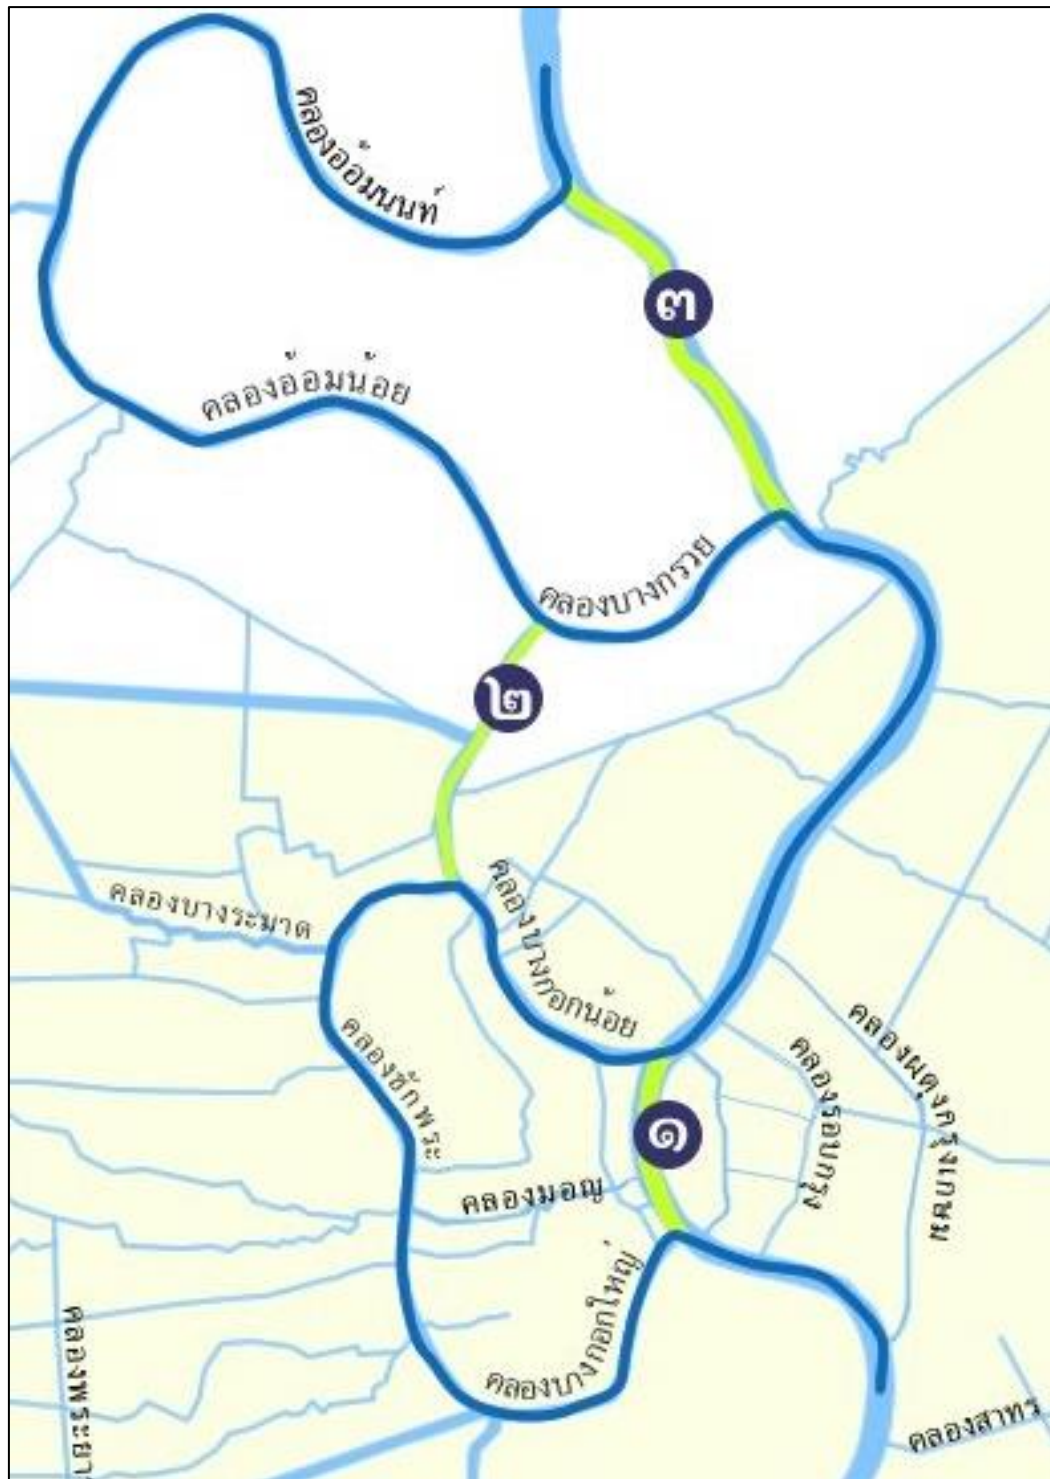 คลองอ้อมนนท์
๓
คลองอ้อมน้อย
คลองบางกรวย
๒
คลองบางระมาด
คลองบางกอกน้อย
คลองชักพระ
คลองผดุงกรุงเกษม
คลองรอบกรุง
๑
คลองมอญ
คลองบางกอกใหญ่
คลองพระยา
คลองสาทร